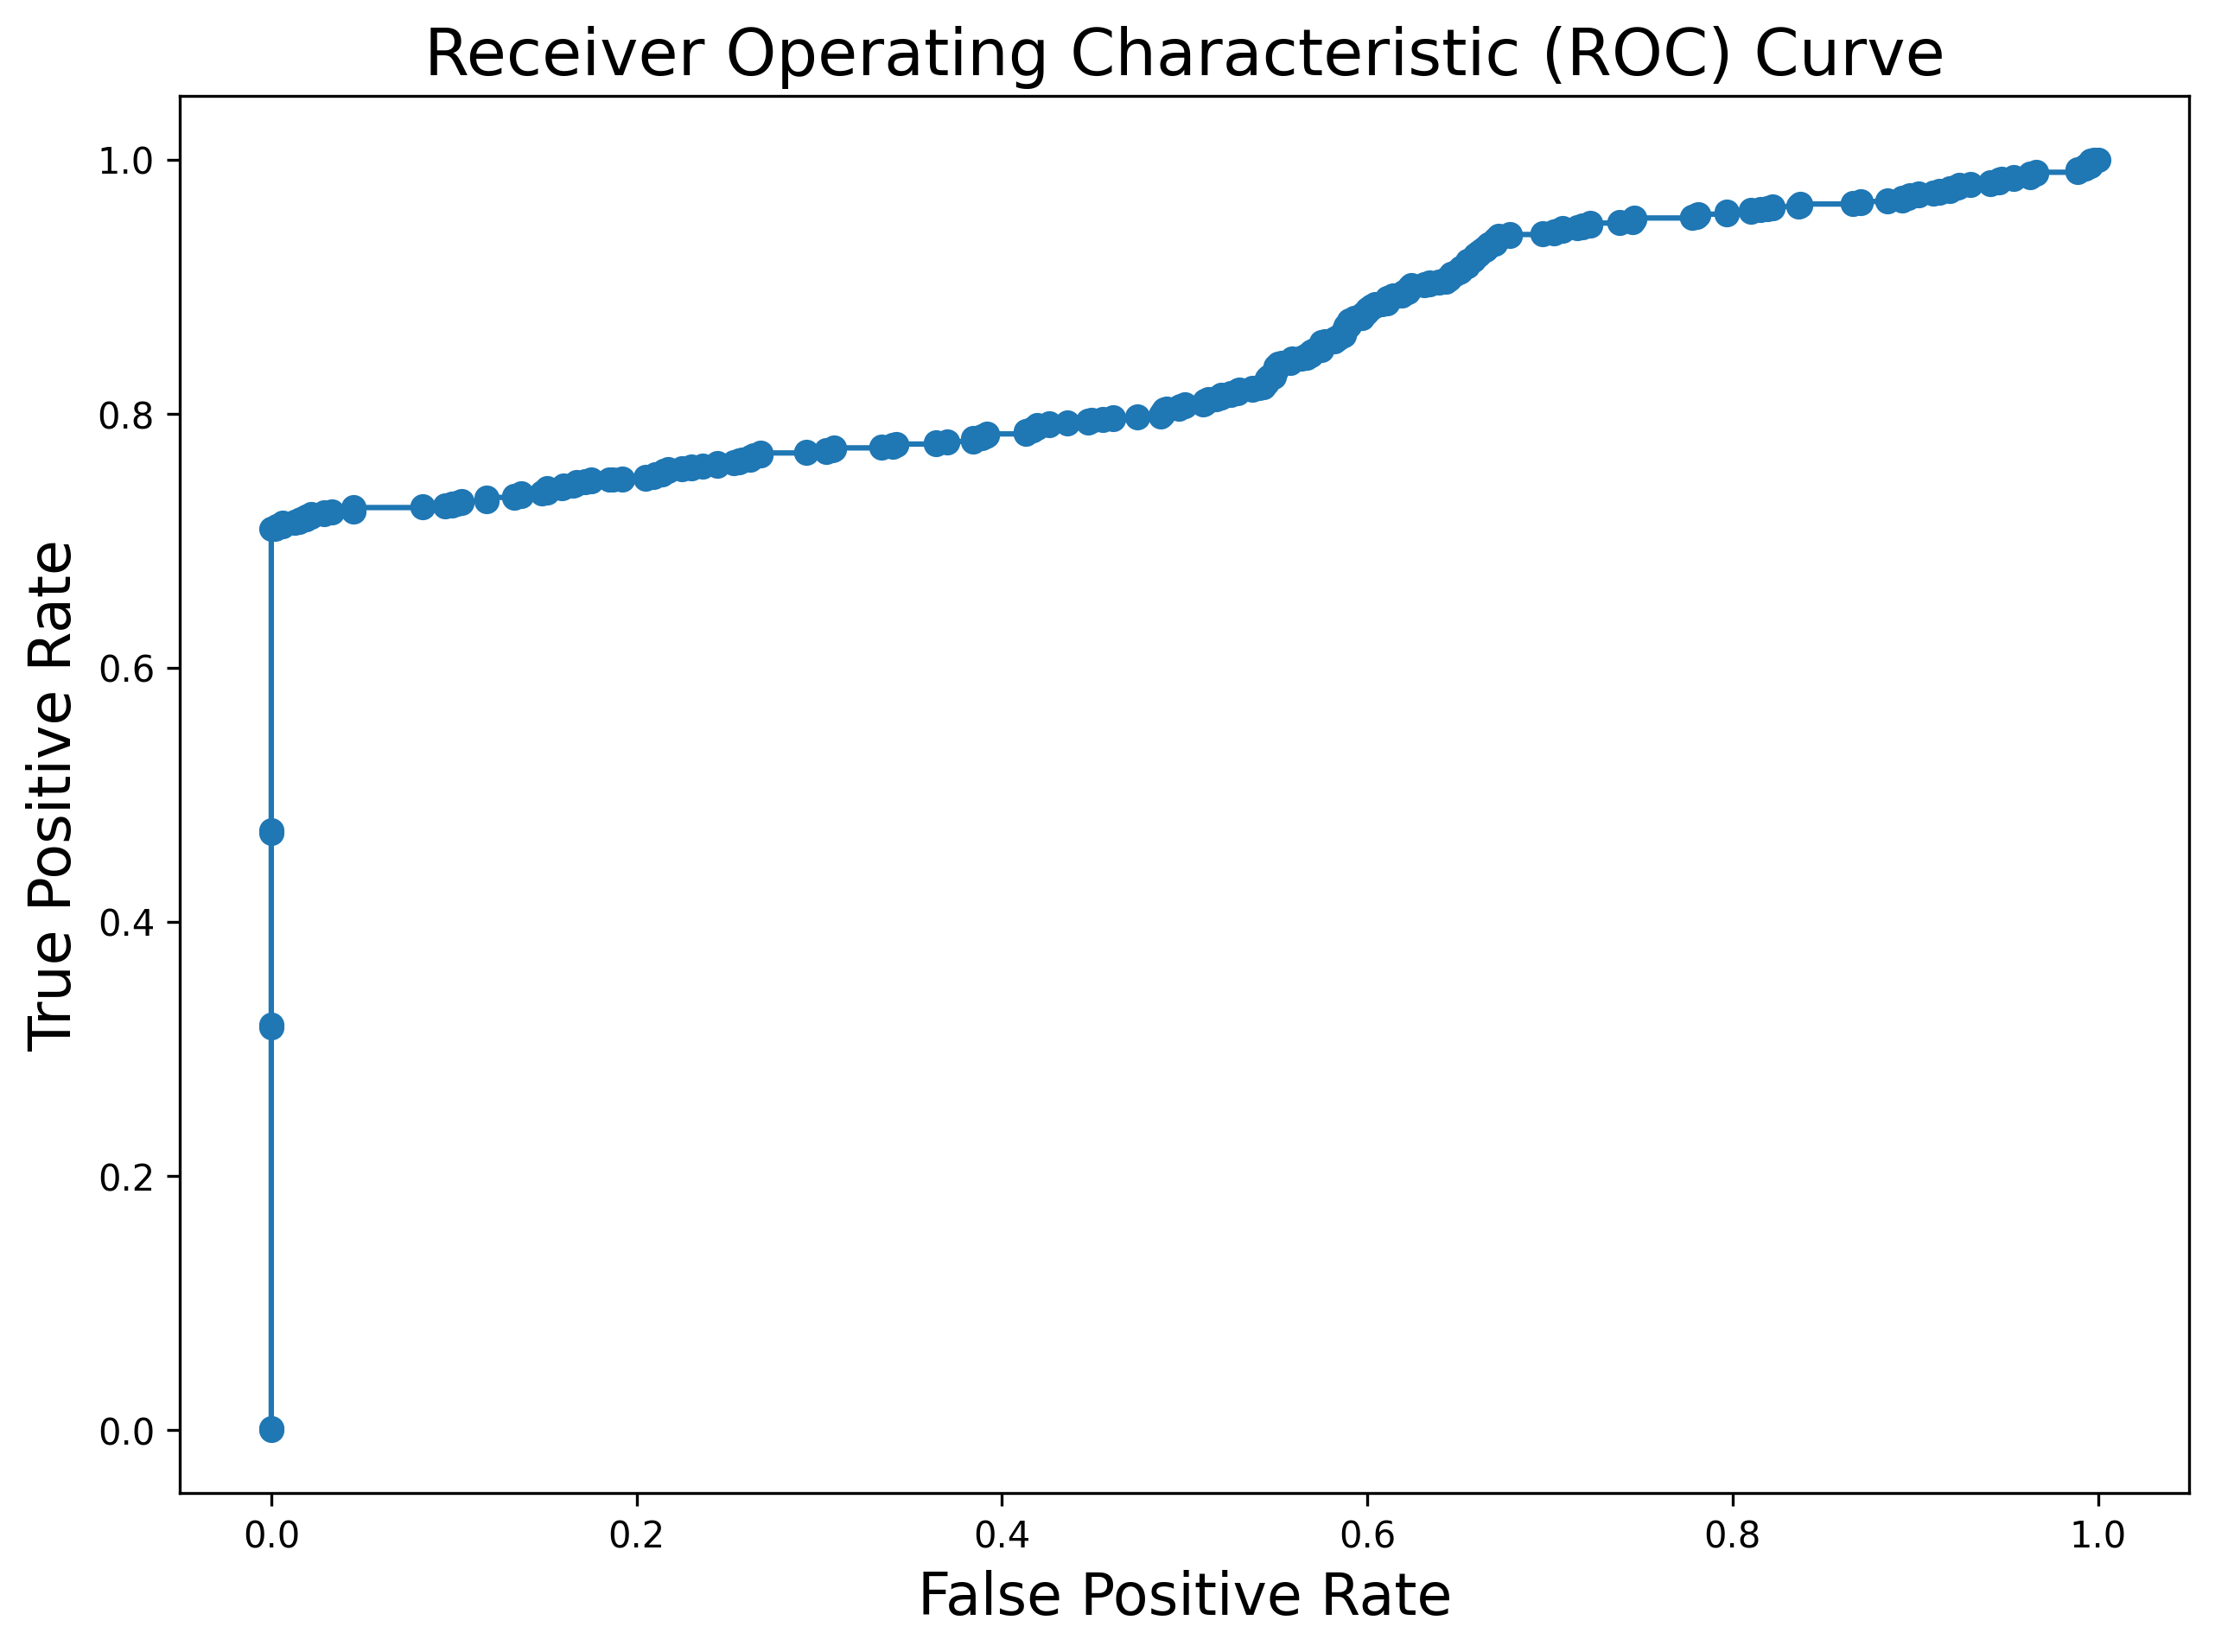 Receiver Operating Characteristic (ROC) Curve
1.0
0.8
0.6
0.4
0.2
0.0
True Positive Rate
0.0 0.2 0.4 0.6 0.8 1.0
False Positive Rate